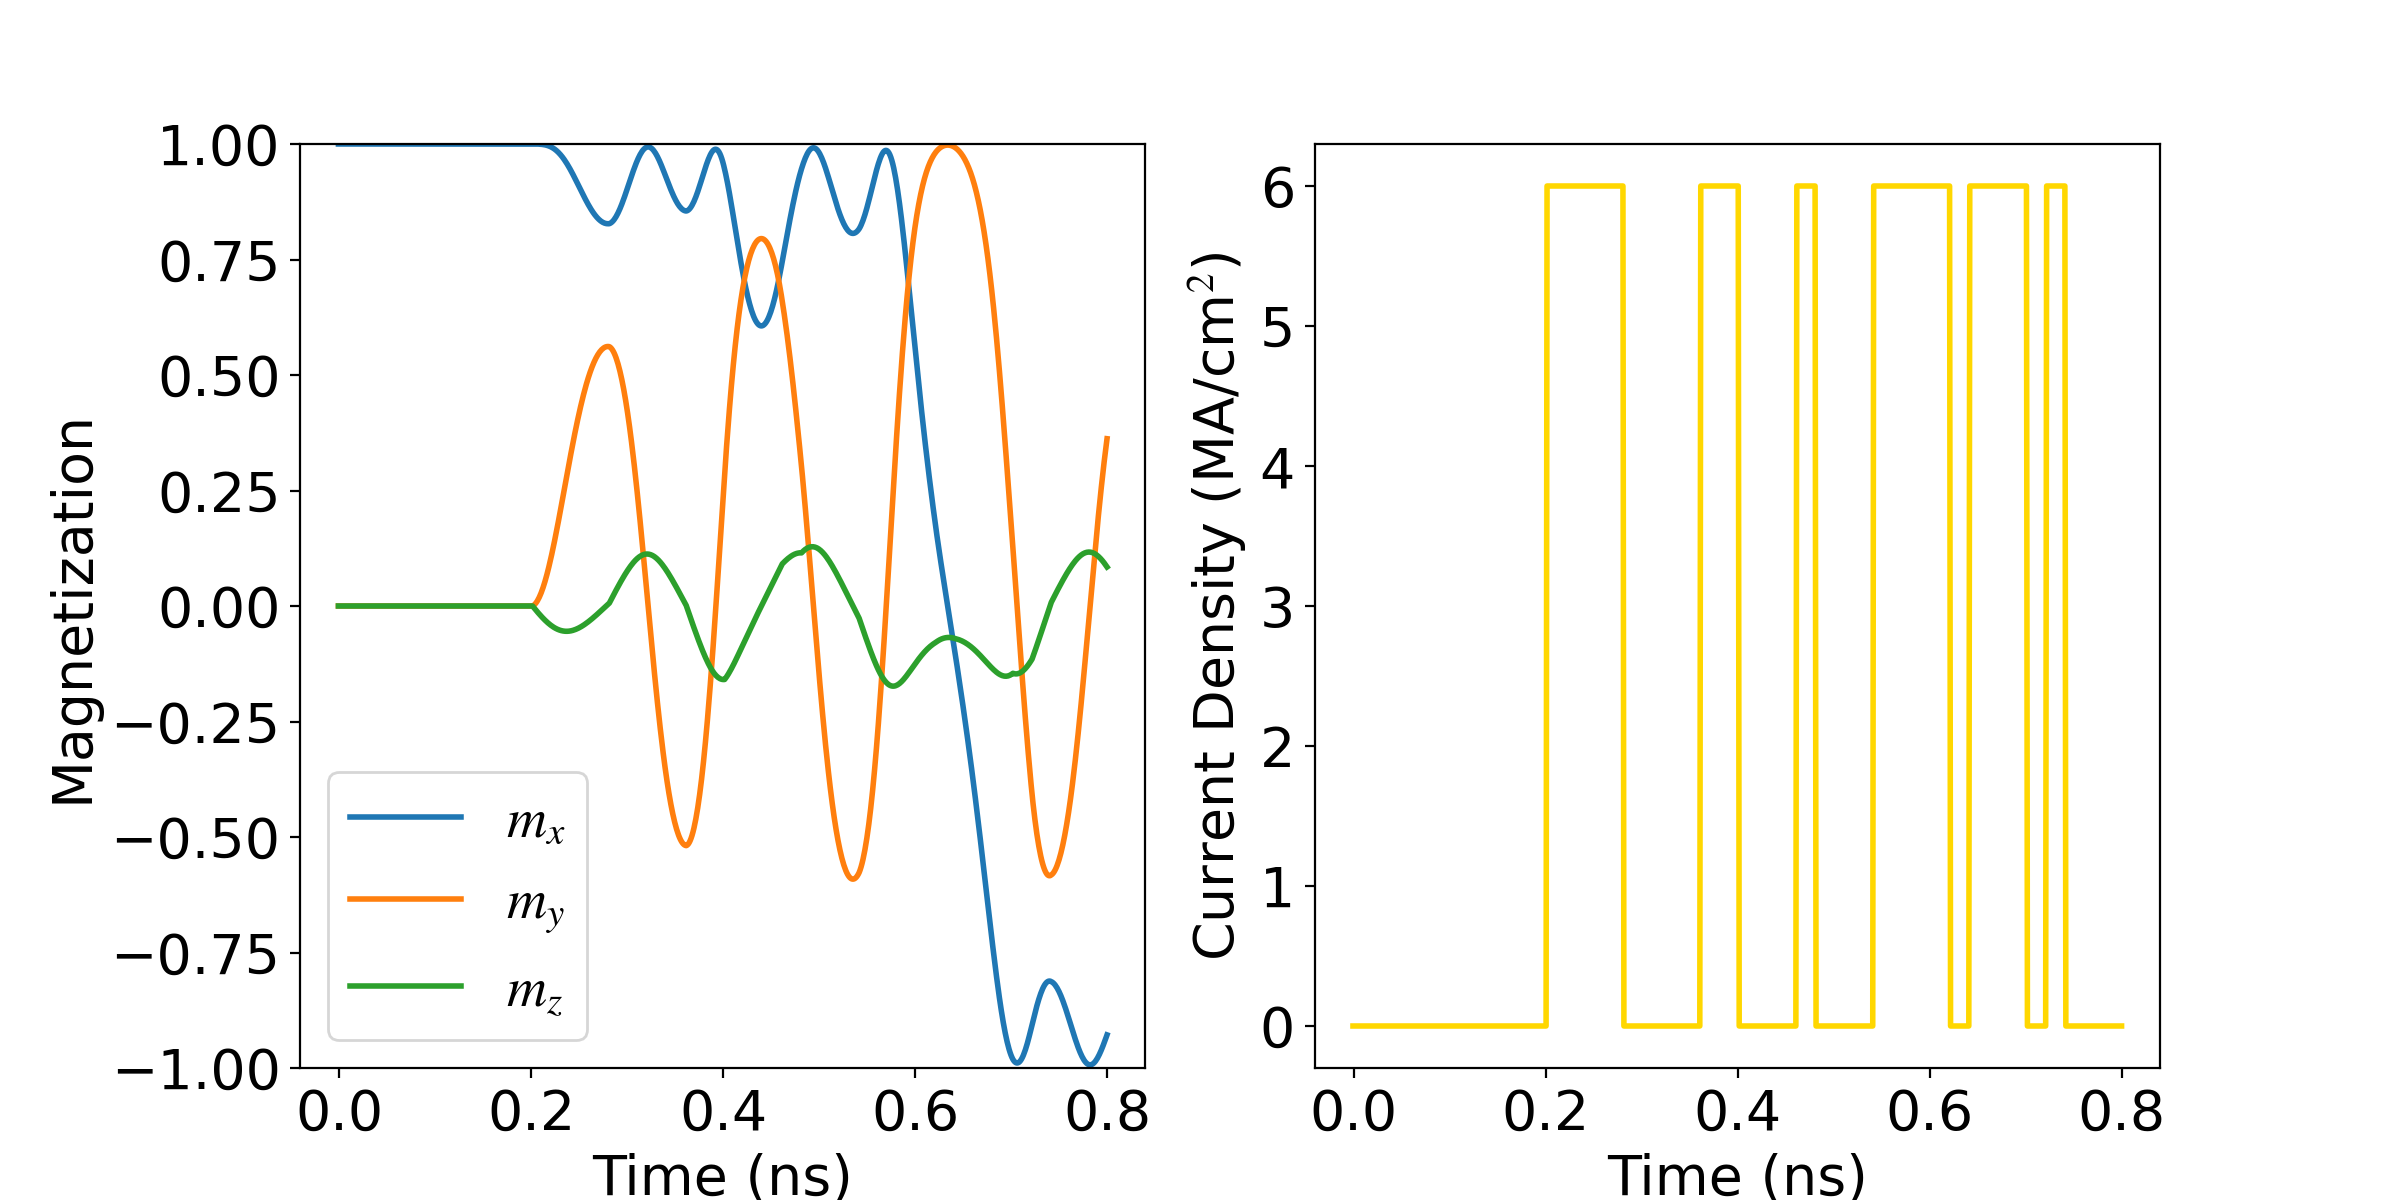 1.00
0.75
0.50
0.25
0.00
−0.25
−0.50
−0.75
−1.00
Magnetization
m_x
m_y
m_z
0.0 0.2 0.4 0.6 0.8
Time (ns)
6
5
4
3
2
1
0
Current Density (MA/cm²)
0.0 0.2 0.4 0.6 0.8
Time (ns)